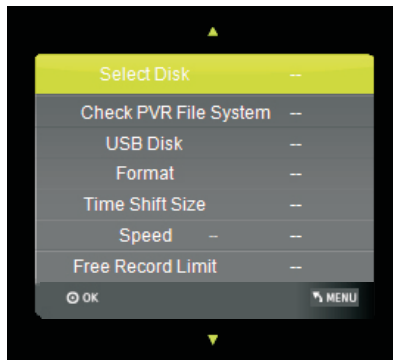 Select Disk --
Check PVR File System --
USB Disk --
Format --
Time Shift Size --
Speed -- --
Free Record Limit --
OK MENU